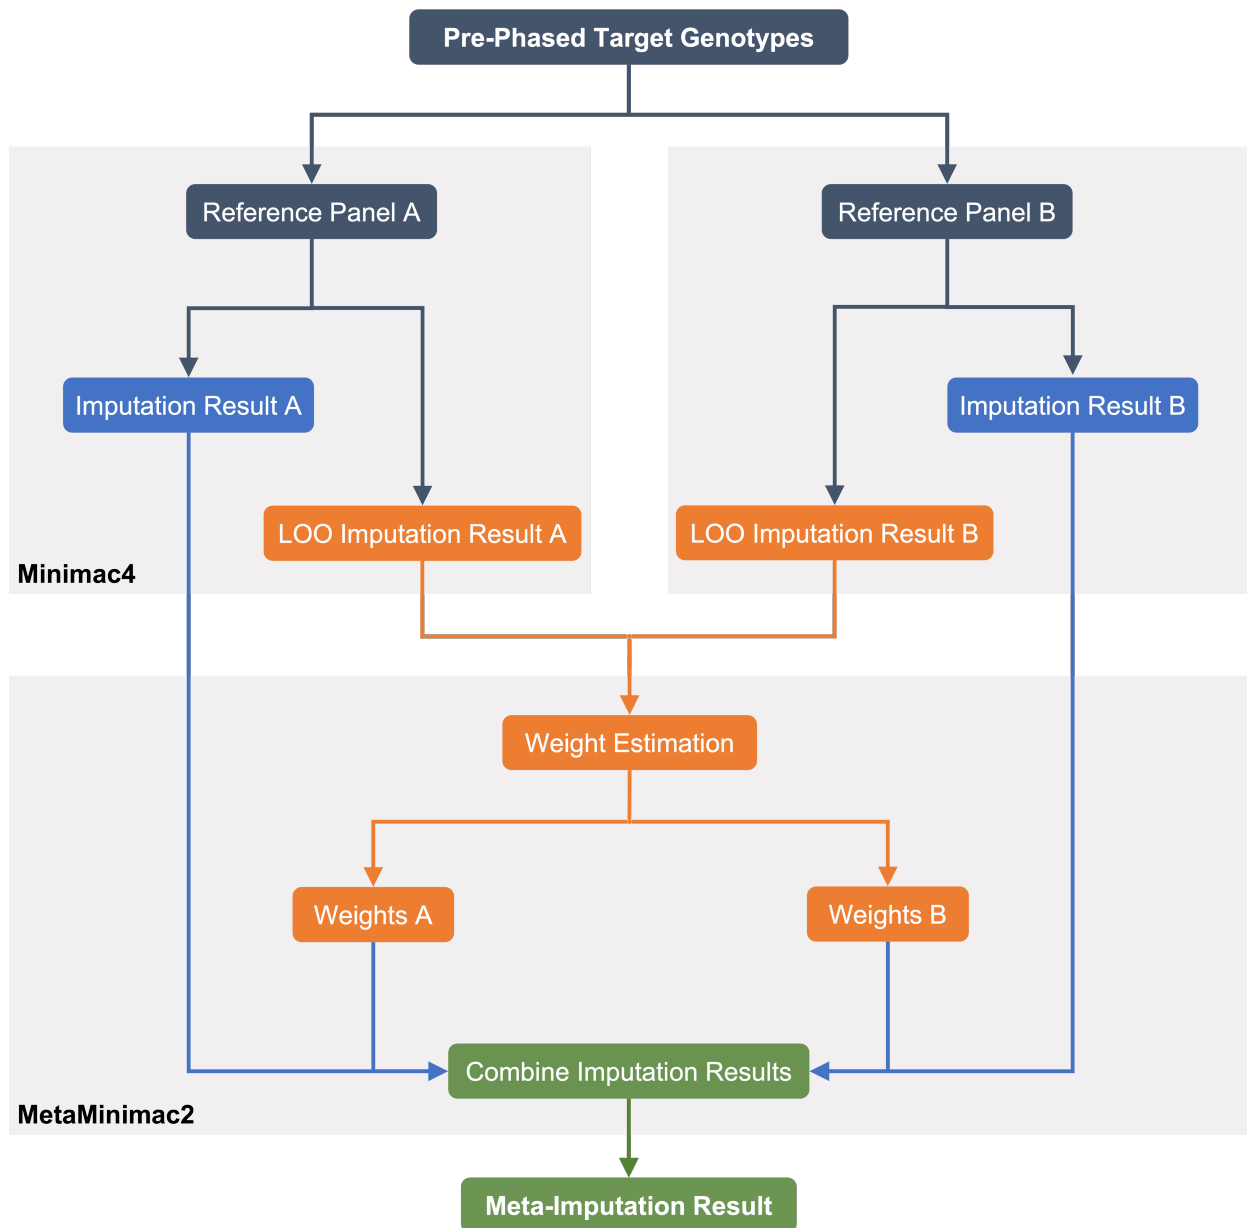 Pre-Phased Target Genotypes
Reference Panel A
Reference Panel B
Imputation Result A
Imputation Result B
LOO Imputation Result A
LOO Imputation Result B
Minimac4
Weight Estimation
Weights A
Weights B
Combine Imputation Results
MetaMinimac2
Meta-Imputation Result